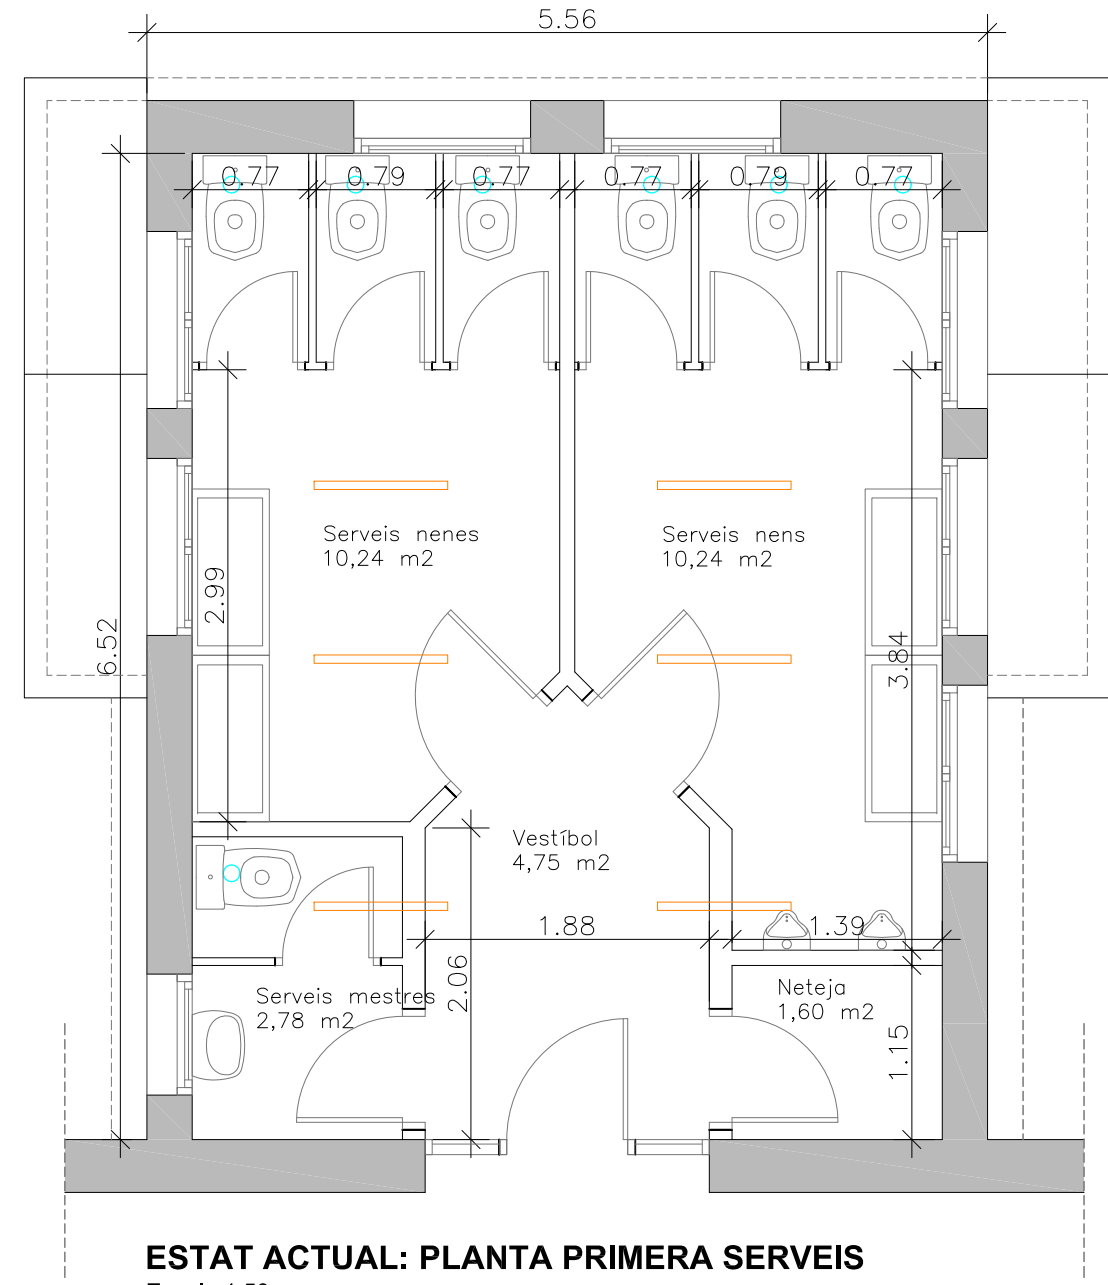 5.56
0.77 0.79 0.77 0.77 0.79 0.77
Serveis nenes
10,24 m2
Serveis nens
10,24 m2
2.99
6.52
3.84
Vestíbol
4,75 m2
1.88
1.39
2.06
Serveis mestres
2,78 m2
Neteja
1,60 m2
1.15
ESTAT ACTUAL: PLANTA PRIMERA SERVEIS